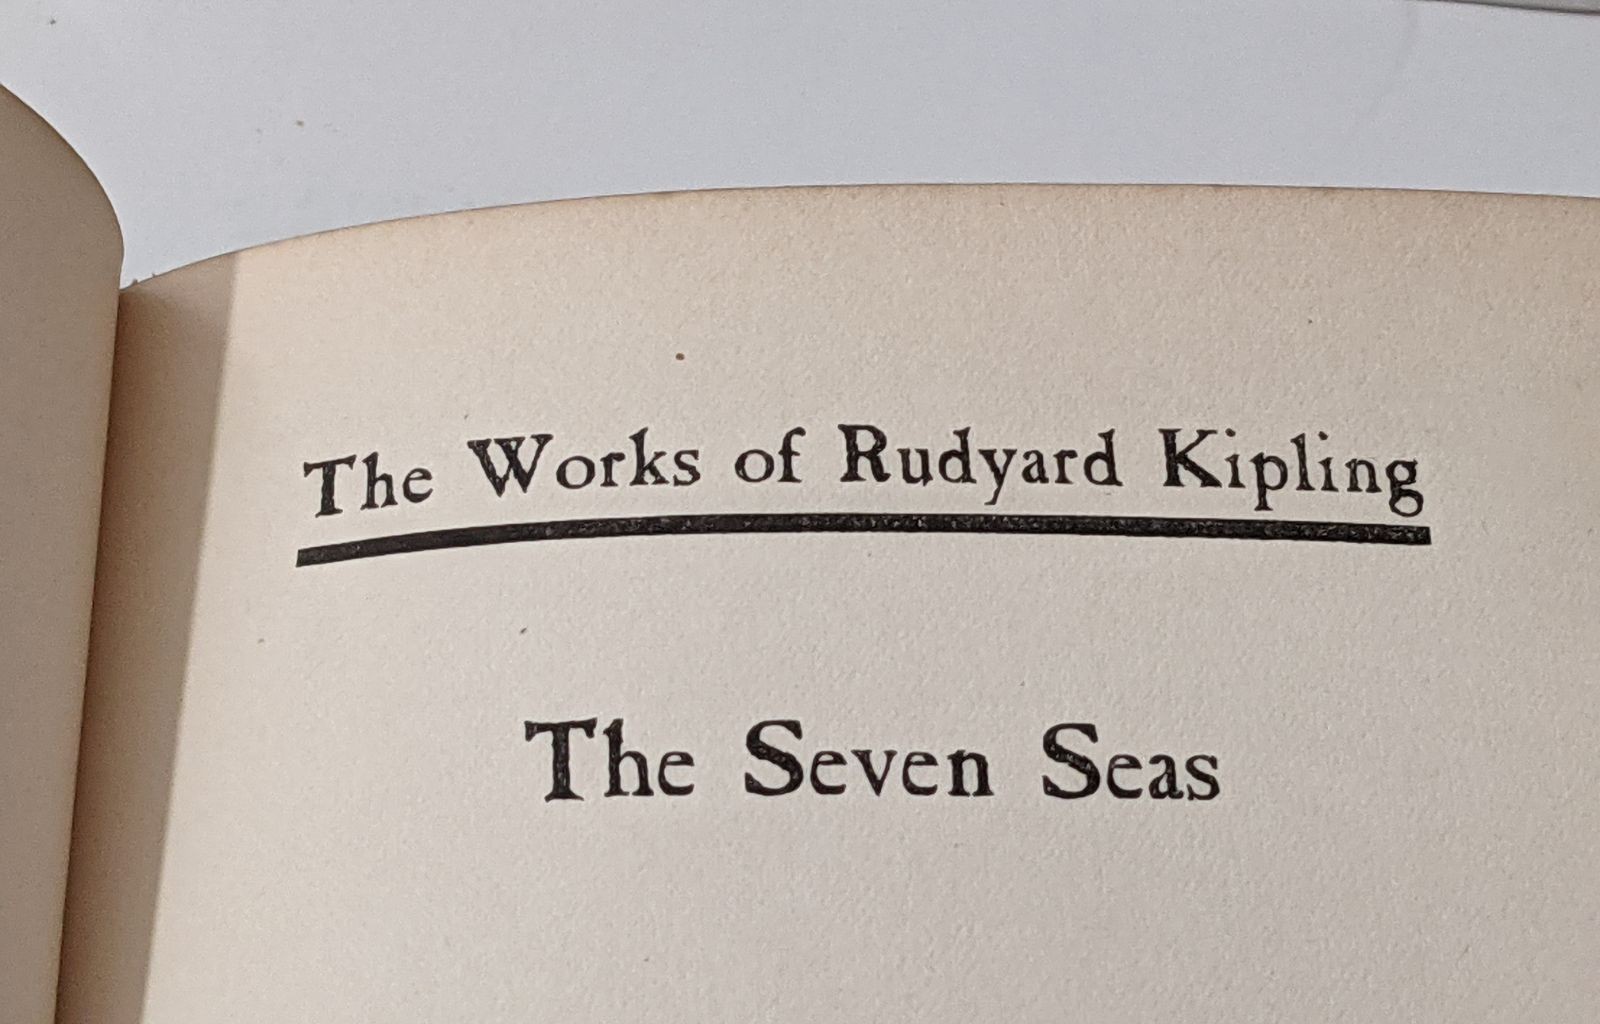 The Works of Rudyard Kipling
The Seven Seas